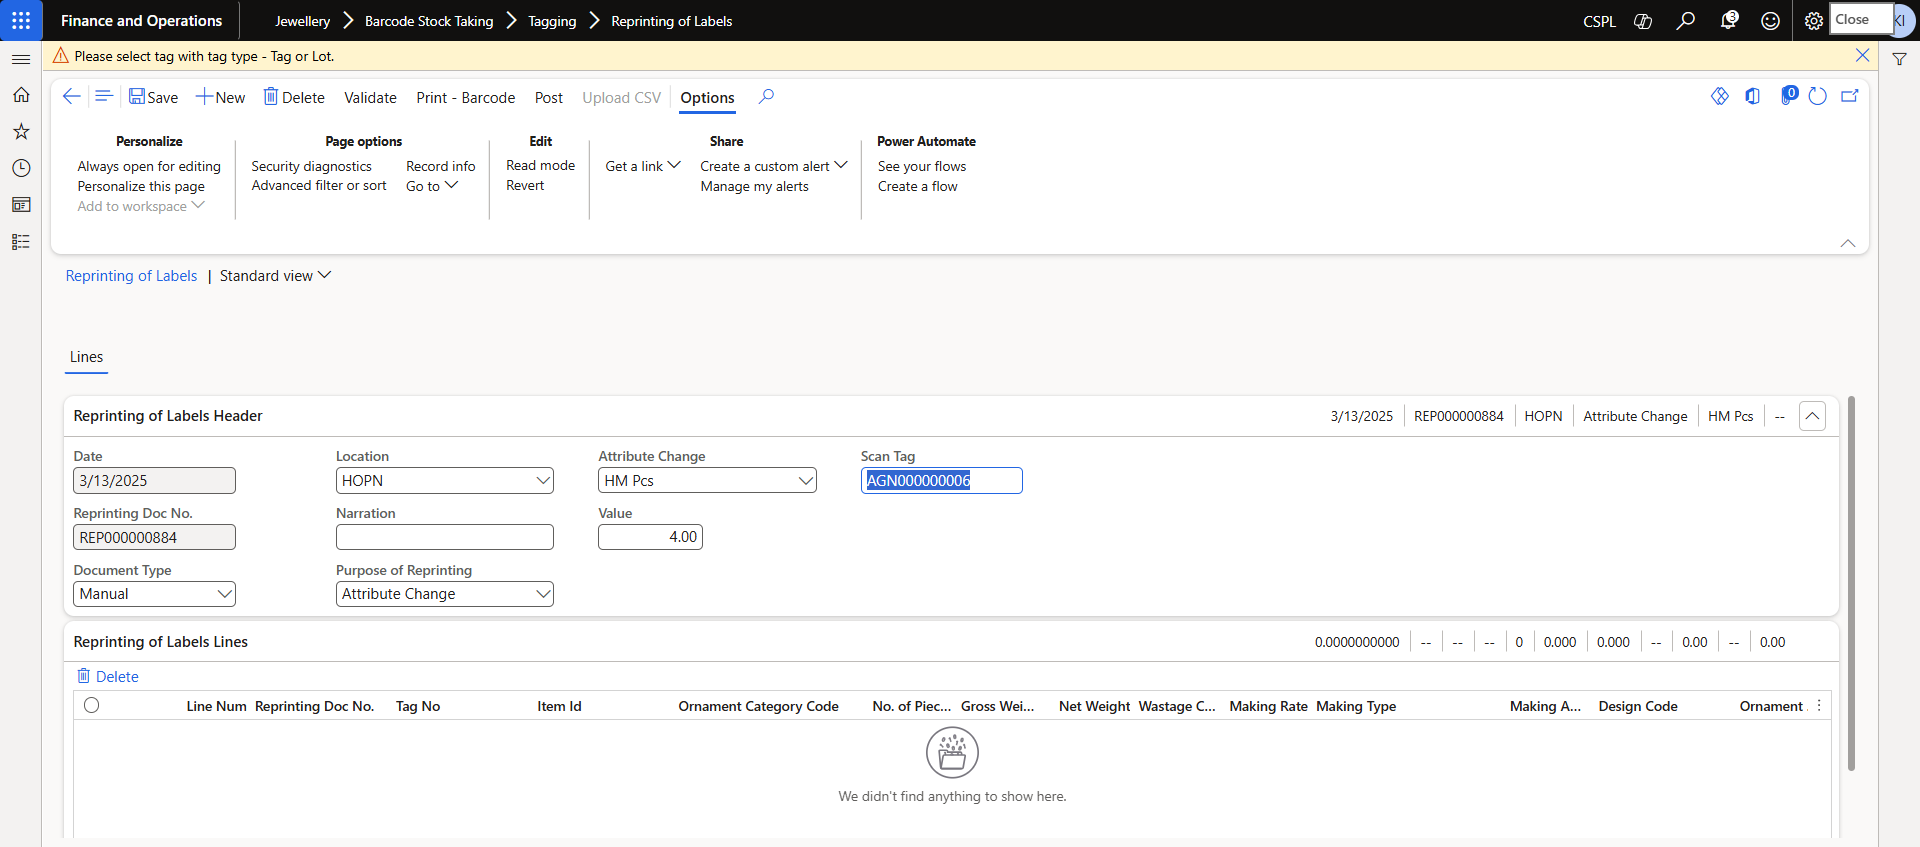 Finance and Operations
Jewellery > Barcode Stock Taking > Tagging > Reprinting of Labels
CSPL
3
Close
Please select tag with tag type - Tag or Lot.
Save New Delete Validate Print - Barcode Post Upload CSV Options
0
Personalize
Always open for editing
Personalize this page
Add to workspace
Page options
Security diagnostics
Advanced filter or sort
Record info
Go to
Edit
Read mode
Revert
Share
Get a link
Create a custom alert
Manage my alerts
Power Automate
See your flows
Create a flow
Reprinting of Labels | Standard view
Lines
Reprinting of Labels Header
3/13/2025 REP000000884 HOPN Attribute Change HM Pcs --
Date
3/13/2025
Location
HOPN
Attribute Change
HM Pcs
Scan Tag
AGN000000006
Reprinting Doc No.
REP000000884
Narration
Value
4.00
Document Type
Manual
Purpose of Reprinting
Attribute Change
Reprinting of Labels Lines
0.0000000000 -- -- -- 0 0.000 0.000 -- 0.00 -- 0.00
Delete
Line Num Reprinting Doc No. Tag No Item Id Ornament Category Code No. of Piec... Gross Wei... Net Weight Wastage C... Making Rate Making Type Making A... Design Code Ornament
We didn't find anything to show here.